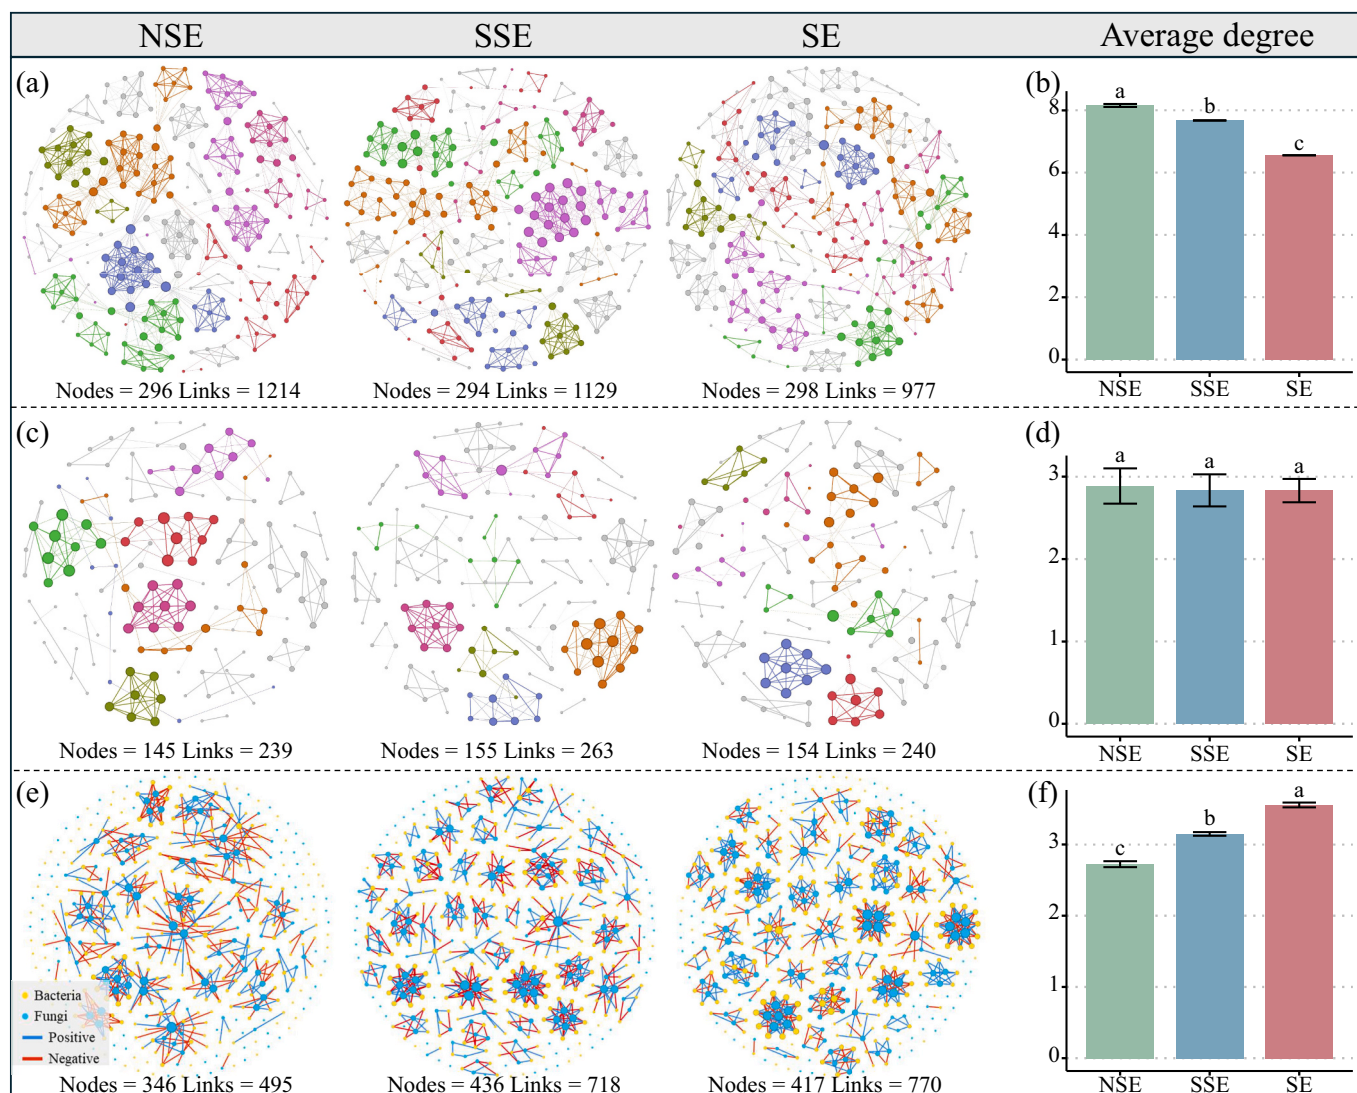 NSE SSE SE Average degree
(a) (b)
a
b
c
8
6
4
2
0
NSE SSE SE
Nodes = 296 Links = 1214 Nodes = 294 Links = 1129 Nodes = 298 Links = 977
(c) (d)
a a a
3
2
1
0
NSE SSE SE
Nodes = 145 Links = 239 Nodes = 155 Links = 263 Nodes = 154 Links = 240
(e) (f)
a
b
c
3
2
1
0
NSE SSE SE
Bacteria
Fungi
Positive
Negative
Nodes = 346 Links = 495 Nodes = 436 Links = 718 Nodes = 417 Links = 770